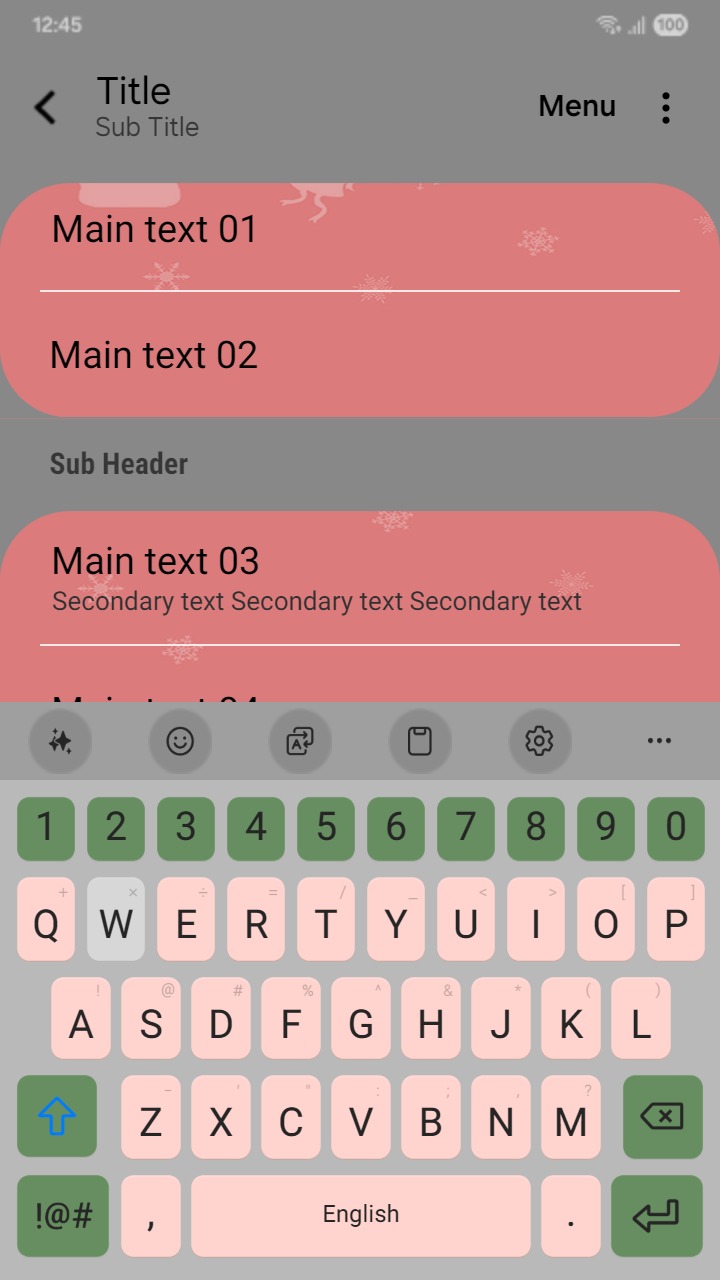 12:45
100
Title
Sub Title
Menu
Main text 01
Main text 02
Sub Header
Main text 03
Secondary text Secondary text Secondary text
1 2 3 4 5 6 7 8 9 0
+ × ÷ = / _ < > [ ]
Q W E R T Y U I O P
! @ # % ^ & * ( )
A S D F G H J K L
- ' " : ; , ?
Z X C V B N M
!@# , English .